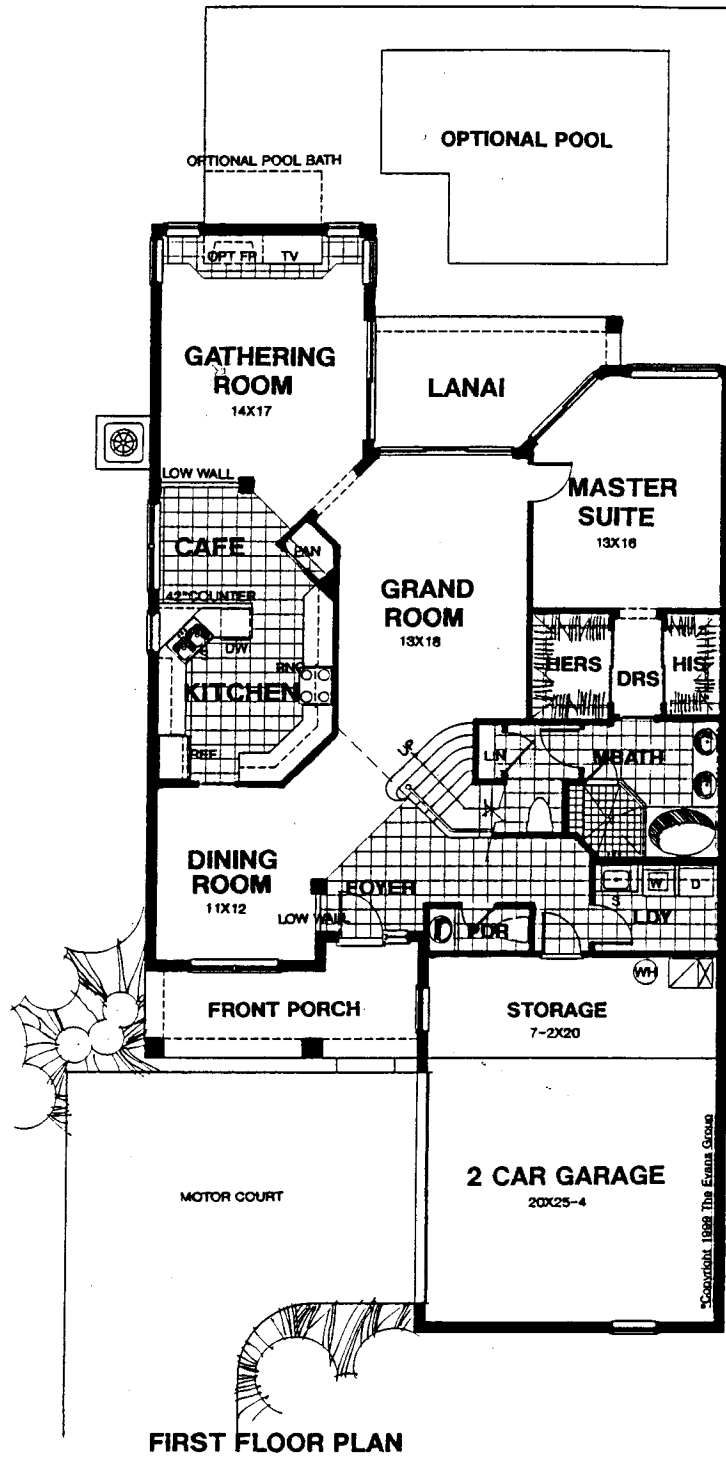 OPTIONAL POOL
OPTIONAL POOL BATH
OPT FP
TV
GATHERING
ROOM
14X17
LANAI
LOW WALL
MASTER
SUITE
13X16
CAFE
PAN
GRAND
ROOM
13X18
42" COUNTER
DW
RNG
KITCHEN
REF
HERS
DRS
HIS
LIN
MBATH
DINING
ROOM
11X12
FOYER
LOW WALL
S
W
D
LDY
PDR
WH
FRONT PORCH
STORAGE
7-2X20
MOTOR COURT
2 CAR GARAGE
20X25-4
©Copyright 1999 The Evans Group
FIRST FLOOR PLAN